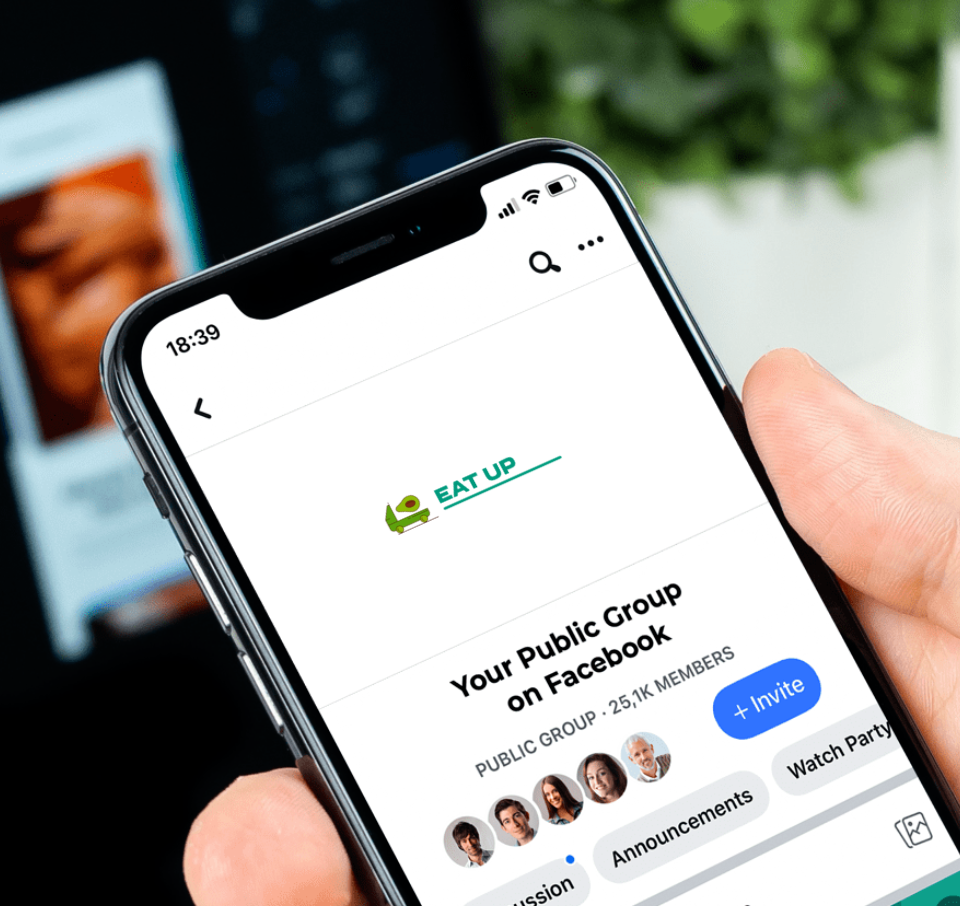 18:39
EAT UP
Your Public Group
on Facebook
PUBLIC GROUP · 25,1K MEMBERS
+ Invite
ussion
Announcements
Watch Party